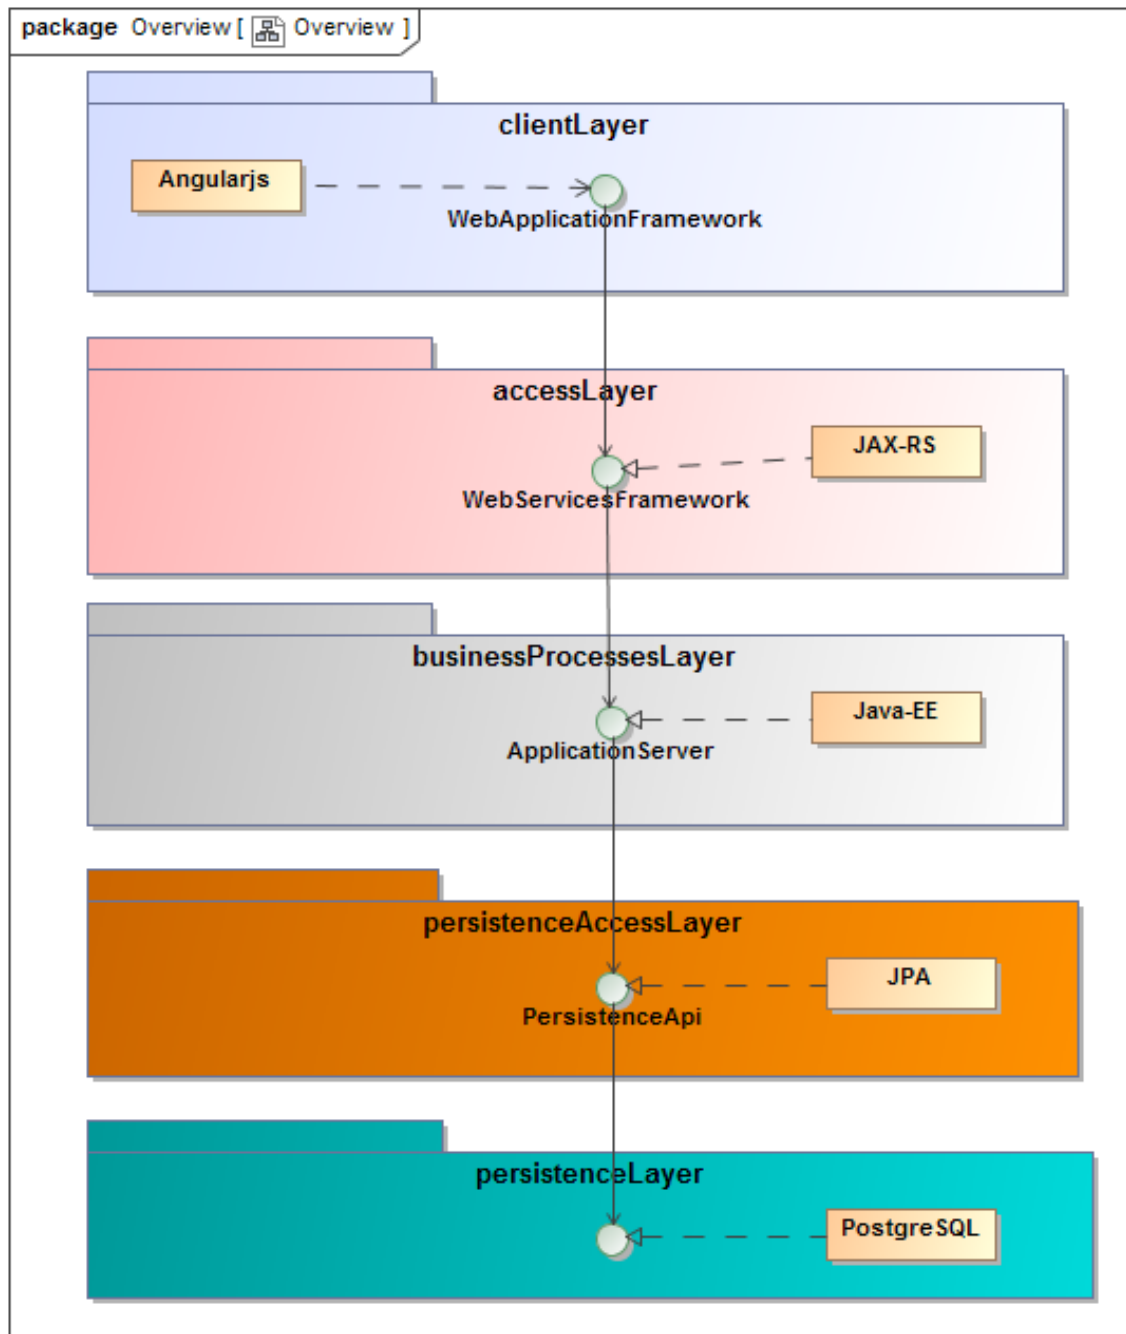 package Overview [ Overview ]
clientLayer
Angularjs
WebApplicationFramework
accessLayer
JAX-RS
WebServicesFramework
businessProcessesLayer
Java-EE
ApplicationServer
persistenceAccessLayer
JPA
PersistenceApi
persistenceLayer
PostgreSQL